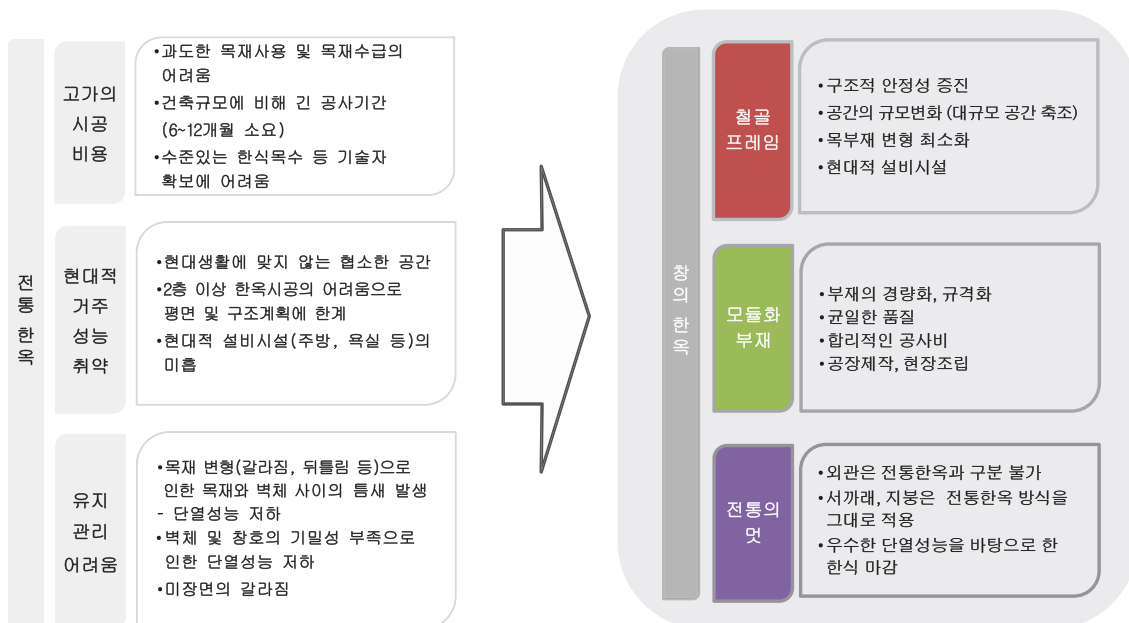 전
통
한
옥
고가의
시공
비용
•과도한 목재사용 및 목재수급의
어려움
•건축규모에 비해 긴 공사기간
(6~12개월 소요)
•수준있는 한식목수 등 기술자
확보에 어려움
현대적
거주
성능
취약
•현대생활에 맞지 않는 협소한 공간
•2층 이상 한옥시공의 어려움으로
평면 및 구조계획에 한계
•현대적 설비시설(주방, 욕실 등)의
미흡
유지
관리
어려움
•목재 변형(갈라짐, 뒤틀림 등)으로
인한 목재와 벽체 사이의 틈새 발생
- 단열성능 저하
•벽체 및 창호의 기밀성 부족으로
인한 단열성능 저하
•미장면의 갈라짐
창
의
한
옥
철골
프레임
•구조적 안정성 증진
•공간의 규모변화 (대규모 공간 축조)
•목부재 변형 최소화
•현대적 설비시설
모듈화
부재
•부재의 경량화, 규격화
•균일한 품질
•합리적인 공사비
•공장제작, 현장조립
전통의
멋
•외관은 전통한옥과 구분 불가
•서까래, 지붕은 전통한옥 방식을
그대로 적용
•우수한 단열성능을 바탕으로 한
한식 마감